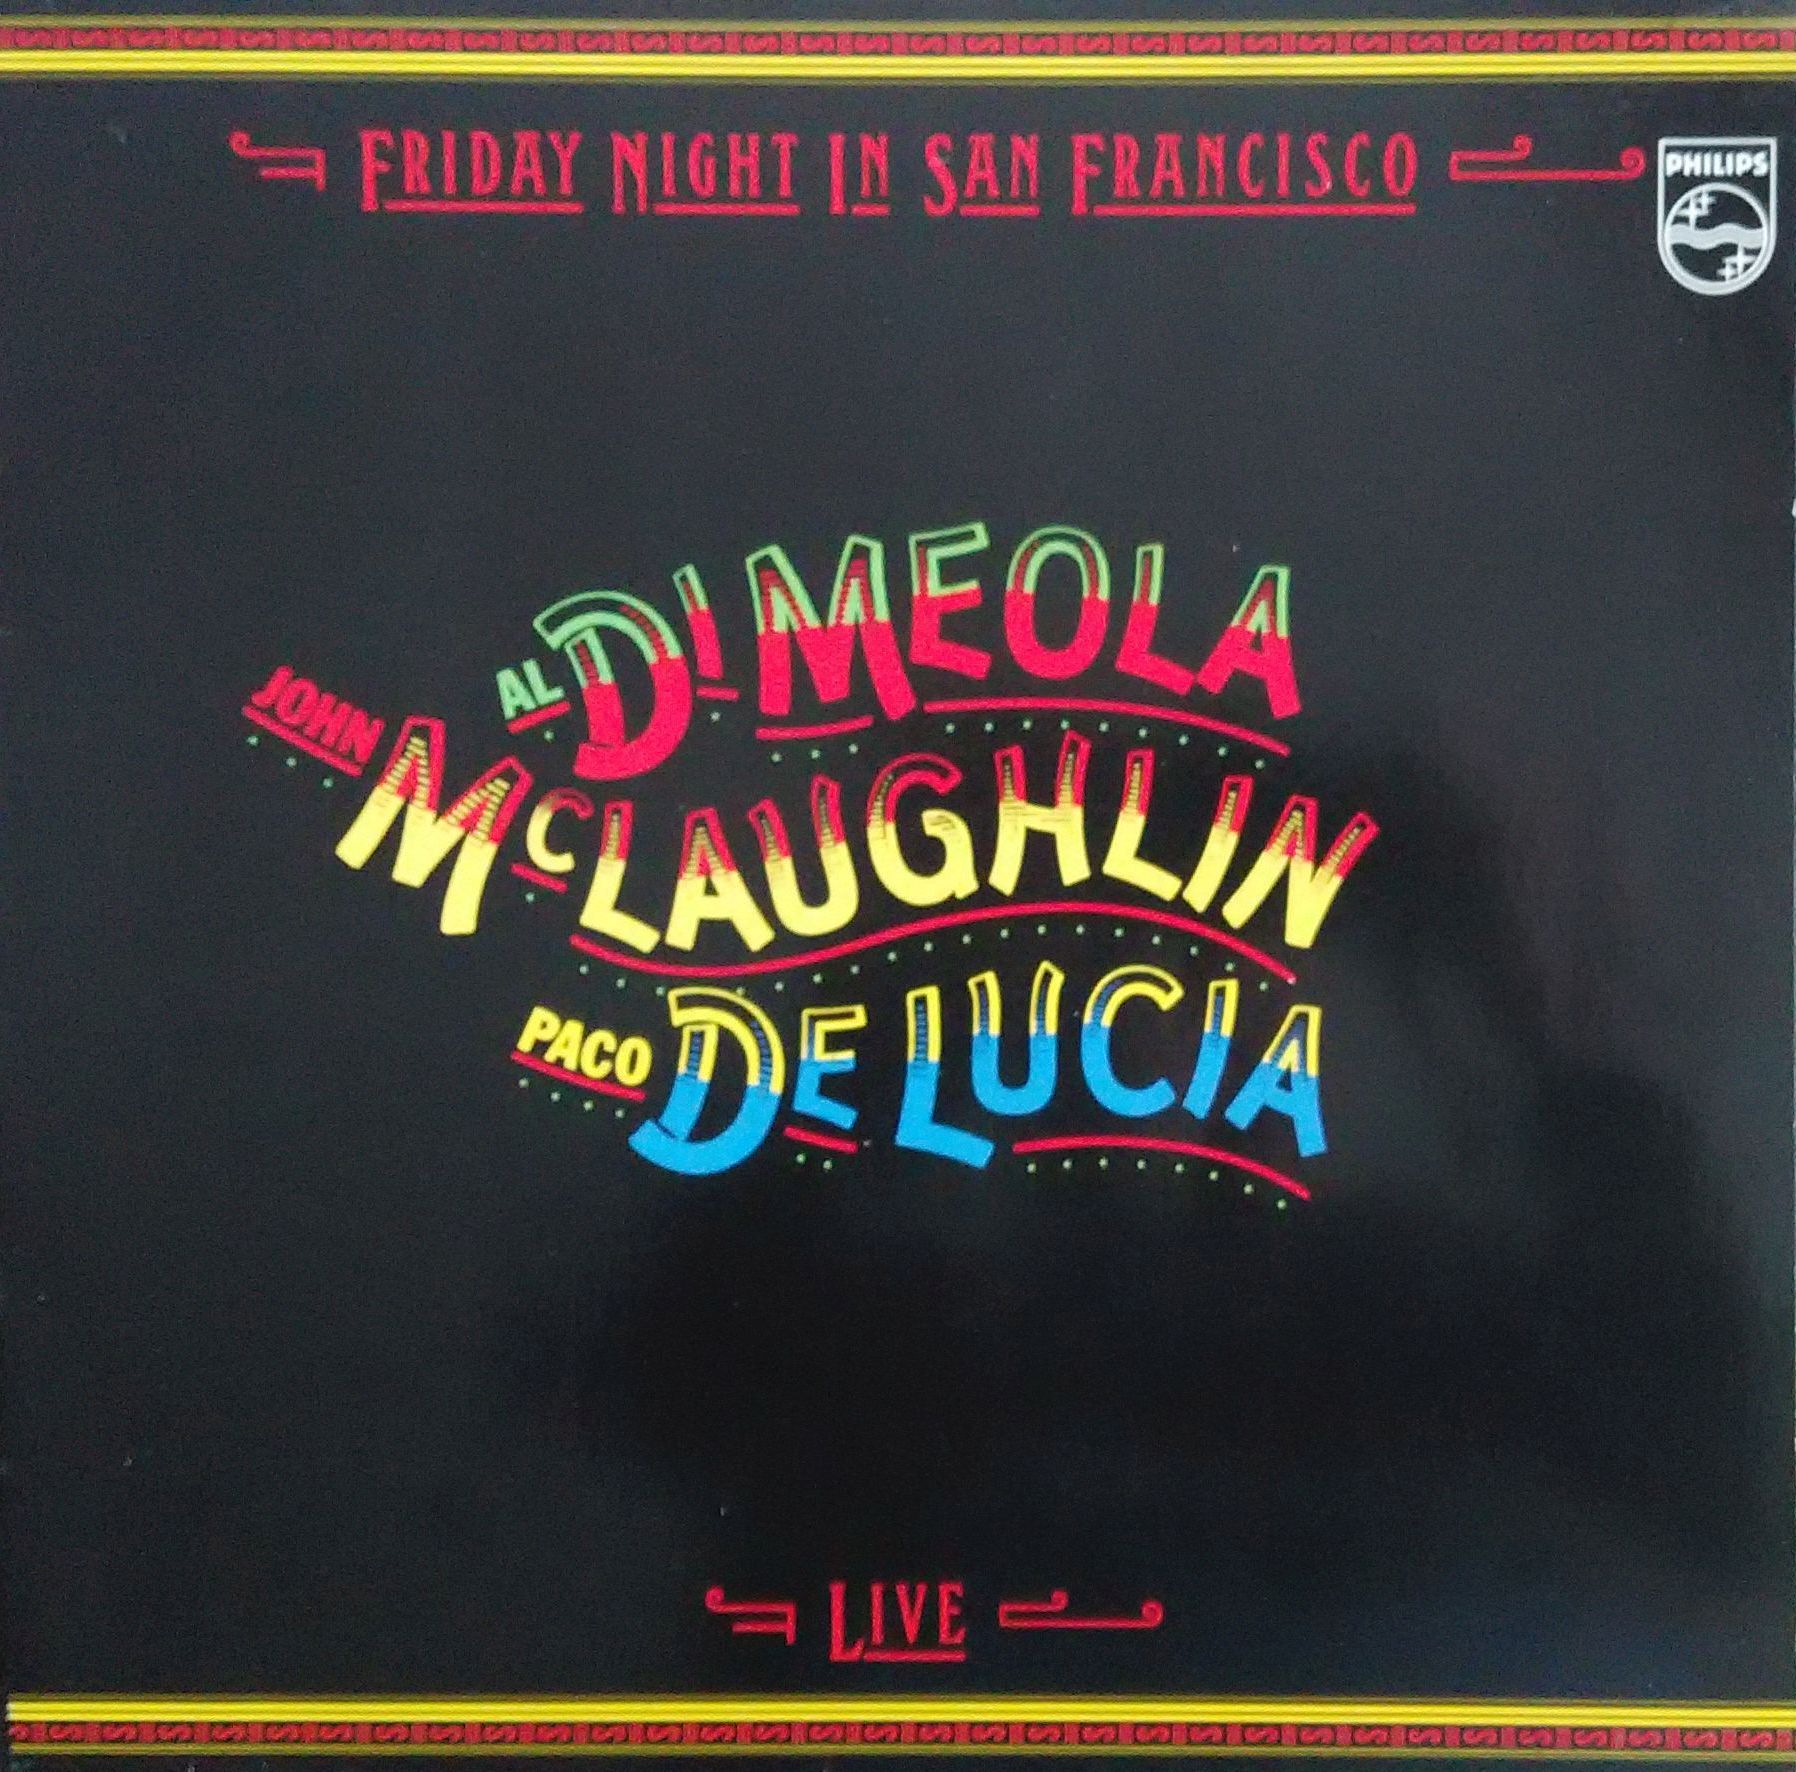 FRIDAY NIGHT IN SAN FRANCISCO
PHILIPS
AL DI MEOLA
JOHN MCLAUGHLIN
PACO DE LUCIA
LIVE